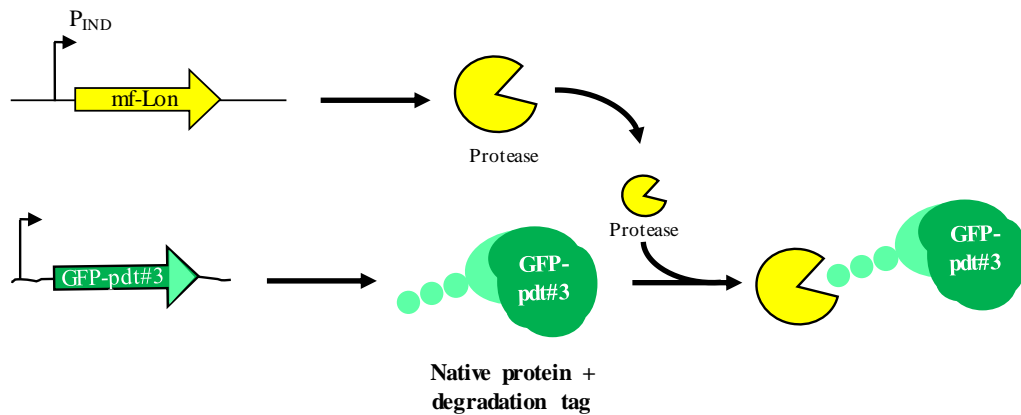 PIND
mf-Lon
Protease
Protease
GFP-pdt#3
GFP-
pdt#3
GFP-
pdt#3
Native protein +
degradation tag